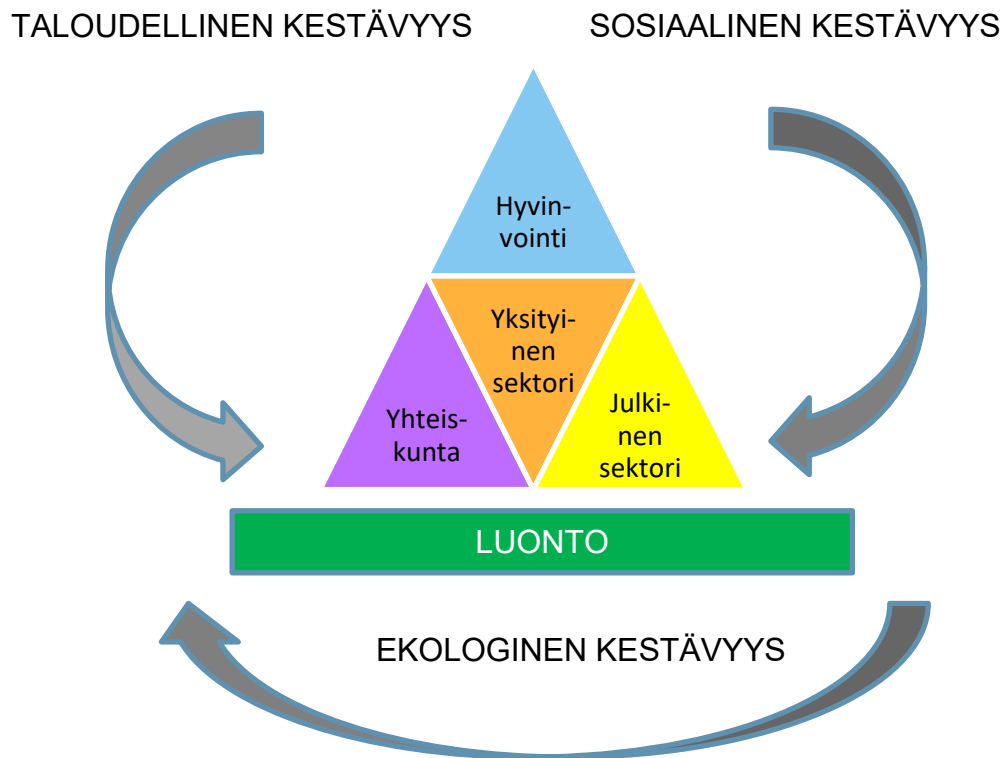 TALOUDELLINEN KESTÄVYYS
SOSIAALINEN KESTÄVYYS
Hyvin-
vointi
Yksityi-
nen
sektori
Yhteis-
kunta
Julki-
nen
sektori
LUONTO
EKOLOGINEN KESTÄVYYS